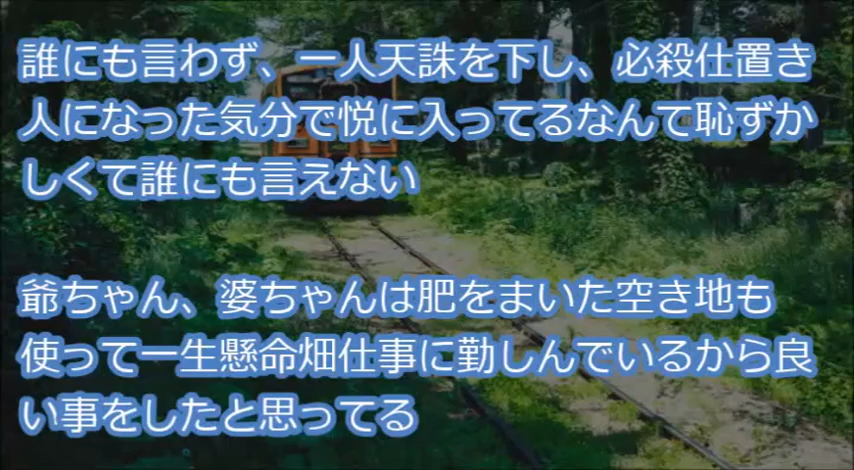 誰にも言わず、一人天誅を下し、必殺仕置き
人になった気分で悦に入ってるなんて恥ずか
しくて誰にも言えない
爺ちゃん、婆ちゃんは肥をまいた空き地も
使って一生懸命畑仕事に勤しんでいるから良
い事をしたと思ってる